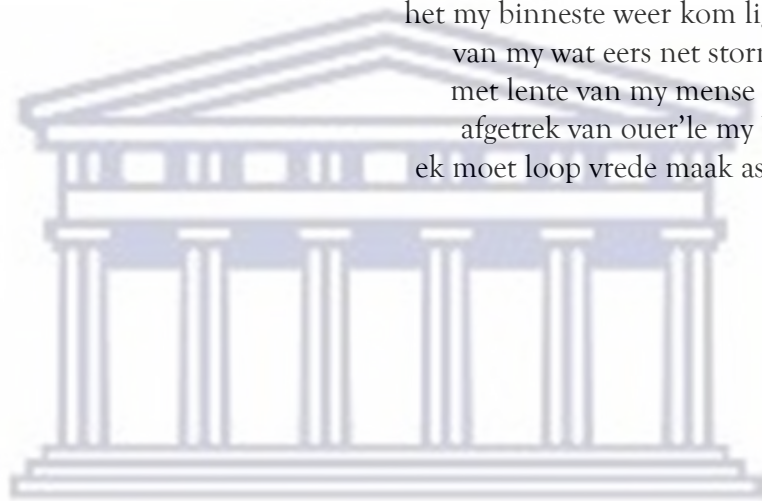 het my binneste weer kom
van my wat eers net
met lente van my mense
afgetrek van ouer'le my
ek moet loop vrede maak